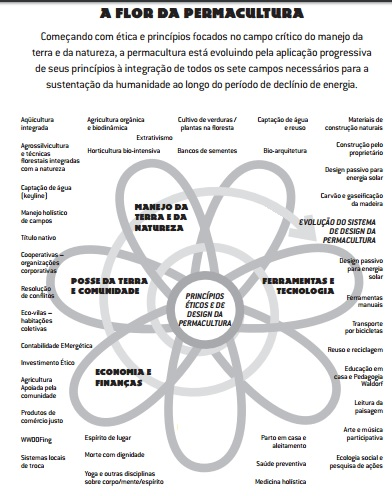 A FLOR DA PERMACULTURA
Começando com ética e princípios focados no campo crítico do manejo da
terra e da natureza, a permacultura está evoluindo pela aplicação progressiva
de seus princípios à integração de todos os sete campos necessários para a
sustentação da humanidade ao longo do período de declínio de energia.
Aqüicultura
integrada
Agrossilvicultura
e técnicas
florestais integradas
com a natureza
Captação de água
(keyline)
Manejo holístico
de campos
Título nativo
Cooperativas –
organizações
corporativas
Resolução
de conflitos
Eco-vilas –
habitações
coletivas
Contabilidade EMergética
Investimento Ético
Agricultura
Apoiada pela
comunidade
Produtos de
comércio justo
WWOOFing
Sistemas locais
de troca
Agricultura orgânica
e biodinâmica
Extrativismo
Horticultura bio-intensiva
Cultivo de verduras /
plantas na floresta
Bancos de sementes
Captação de água
e reuso
Bio-arquitetura
Materiais de
construção naturais
Construção pelo
proprietário
Design passivo
para energia
solar
Carvão e gaseificação
da madeira
EVOLUÇÃO DO SISTEMA
DE DESIGN DA
PERMACULTURA
Design passivo
para energia
solar
Ferramentas
manuais
Transporte
por bicicletas
Reuso e reciclagem
Educação em
casa e Pedagogia
Waldorf
Leitura da
paisagem
Arte e música
participativa
Ecologia social e
pesquisa de ações
MANEJO DA
TERRA E DA
NATUREZA
POSSE DA TERRA
E COMUNIDADE
PRINCÍPIOS
ÉTICOS E DE
DESIGN DA
PERMACULTURA
FERRAMENTAS E
TECNOLOGIA
ECONOMIA E
FINANÇAS
Espírito de lugar
Morte com dignidade
Yoga e outras disciplinas
sobre corpo/mente/espírito
Parto em casa e
aleitamento
Saúde preventiva
Medicina holística